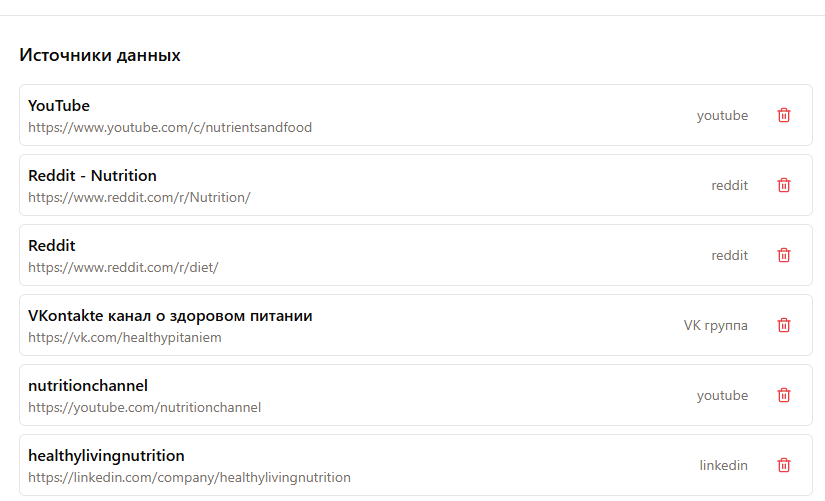 Источники данных
YouTube
https://www.youtube.com/c/nutrientsandfood
youtube
Reddit - Nutrition
https://www.reddit.com/r/Nutrition/
reddit
Reddit
https://www.reddit.com/r/diet/
reddit
VKontakte канал о здоровом питании
https://vk.com/healthypitaniem
VK группа
nutritionchannel
https://youtube.com/nutritionchannel
youtube
healthylivingnutrition
https://linkedin.com/company/healthylivingnutrition
linkedin